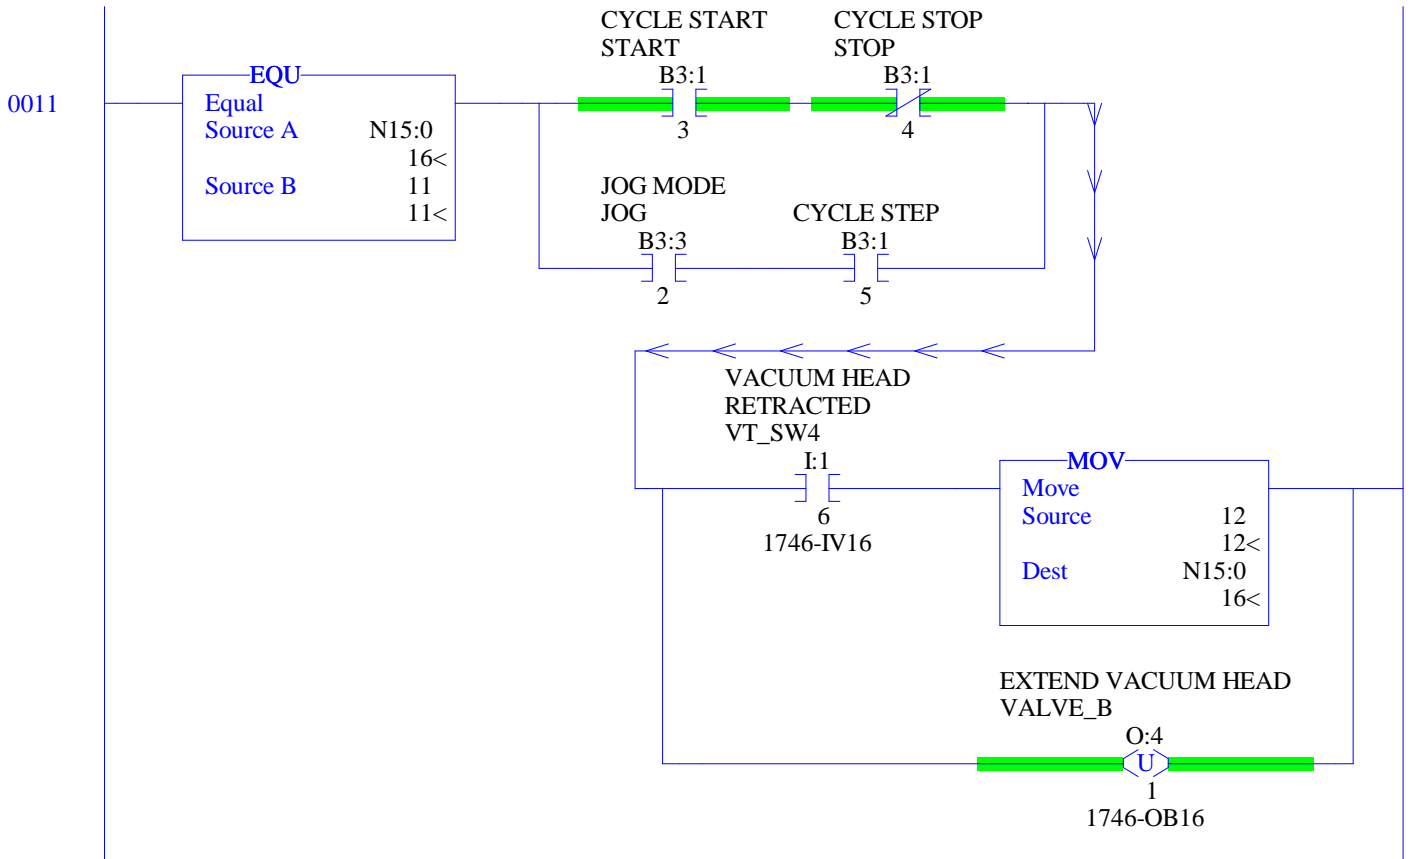 CYCLE START
START
B3:1
3
CYCLE STOP
STOP
B3:1
4
0011
EQU
Equal
Source A N15:0
16<
Source B 11
11<
JOG MODE
JOG
B3:3
2
CYCLE STEP
B3:1
5
VACUUM HEAD
RETRACTED
VT_SW4
I:1
6
1746-IV16
MOV
Move
Source 12
12<
Dest N15:0
16<
EXTEND VACUUM HEAD
VALVE_B
O:4
U
1
1746-OB16